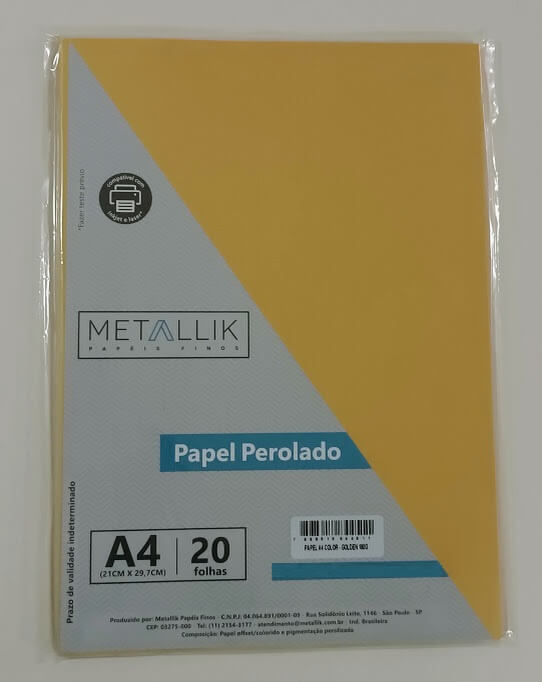 compatível com
inkjet e laser*
*Fazer teste prévio
METALLIK
PAPÉIS FINOS
Papel Perolado
A4
(21CM X 29,7CM)
20
folhas
PAPEL A4 COLOR - GOLDEN 180G
Prazo de validade indeterminado
Produzido por: Metallik Papéis Finos - C.N.P.J: 04.064.891/0001-09 - Rua Solidônio Leite, 1146 - São Paulo - SP
CEP: 03275-000 - Tel: (11) 2154-3177 - atendimento@metallik.com.br - Ind. Brasileira
Composição: Papel offset/colorido e pigmentação perolizada